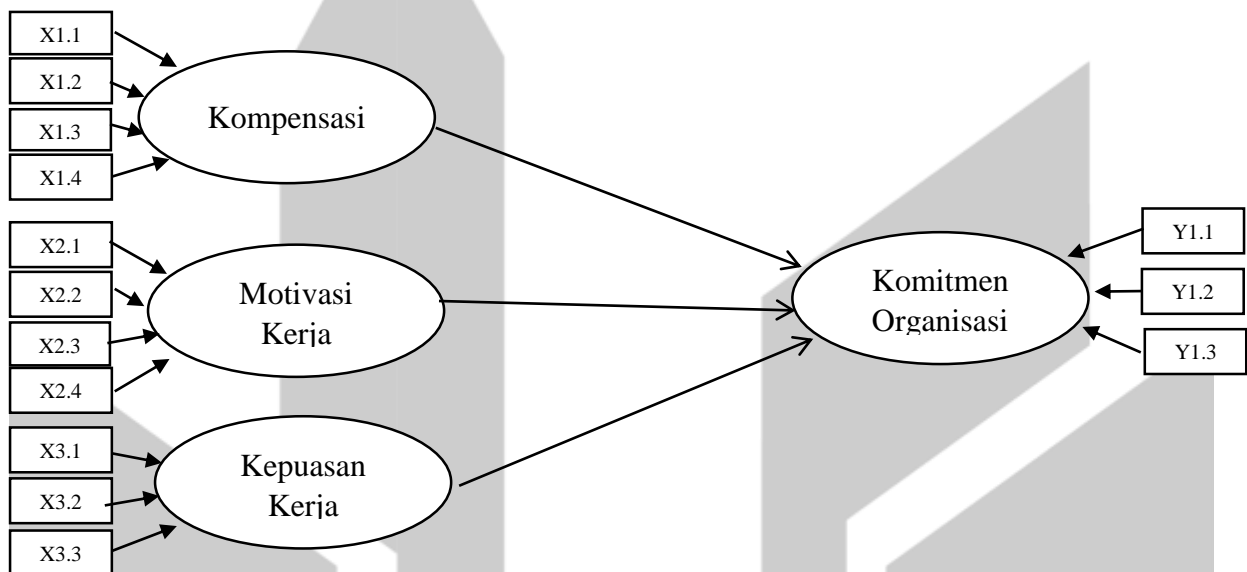 X1.1
X1.2
X1.3
X1.4
Kompensasi
X2.1
X2.2
X2.3
X2.4
Motivasi
Kerja
X3.1
X3.2
X3.3
Kepuasan
Kerja
Komitmen
Organisasi
Y1.1
Y1.2
Y1.3